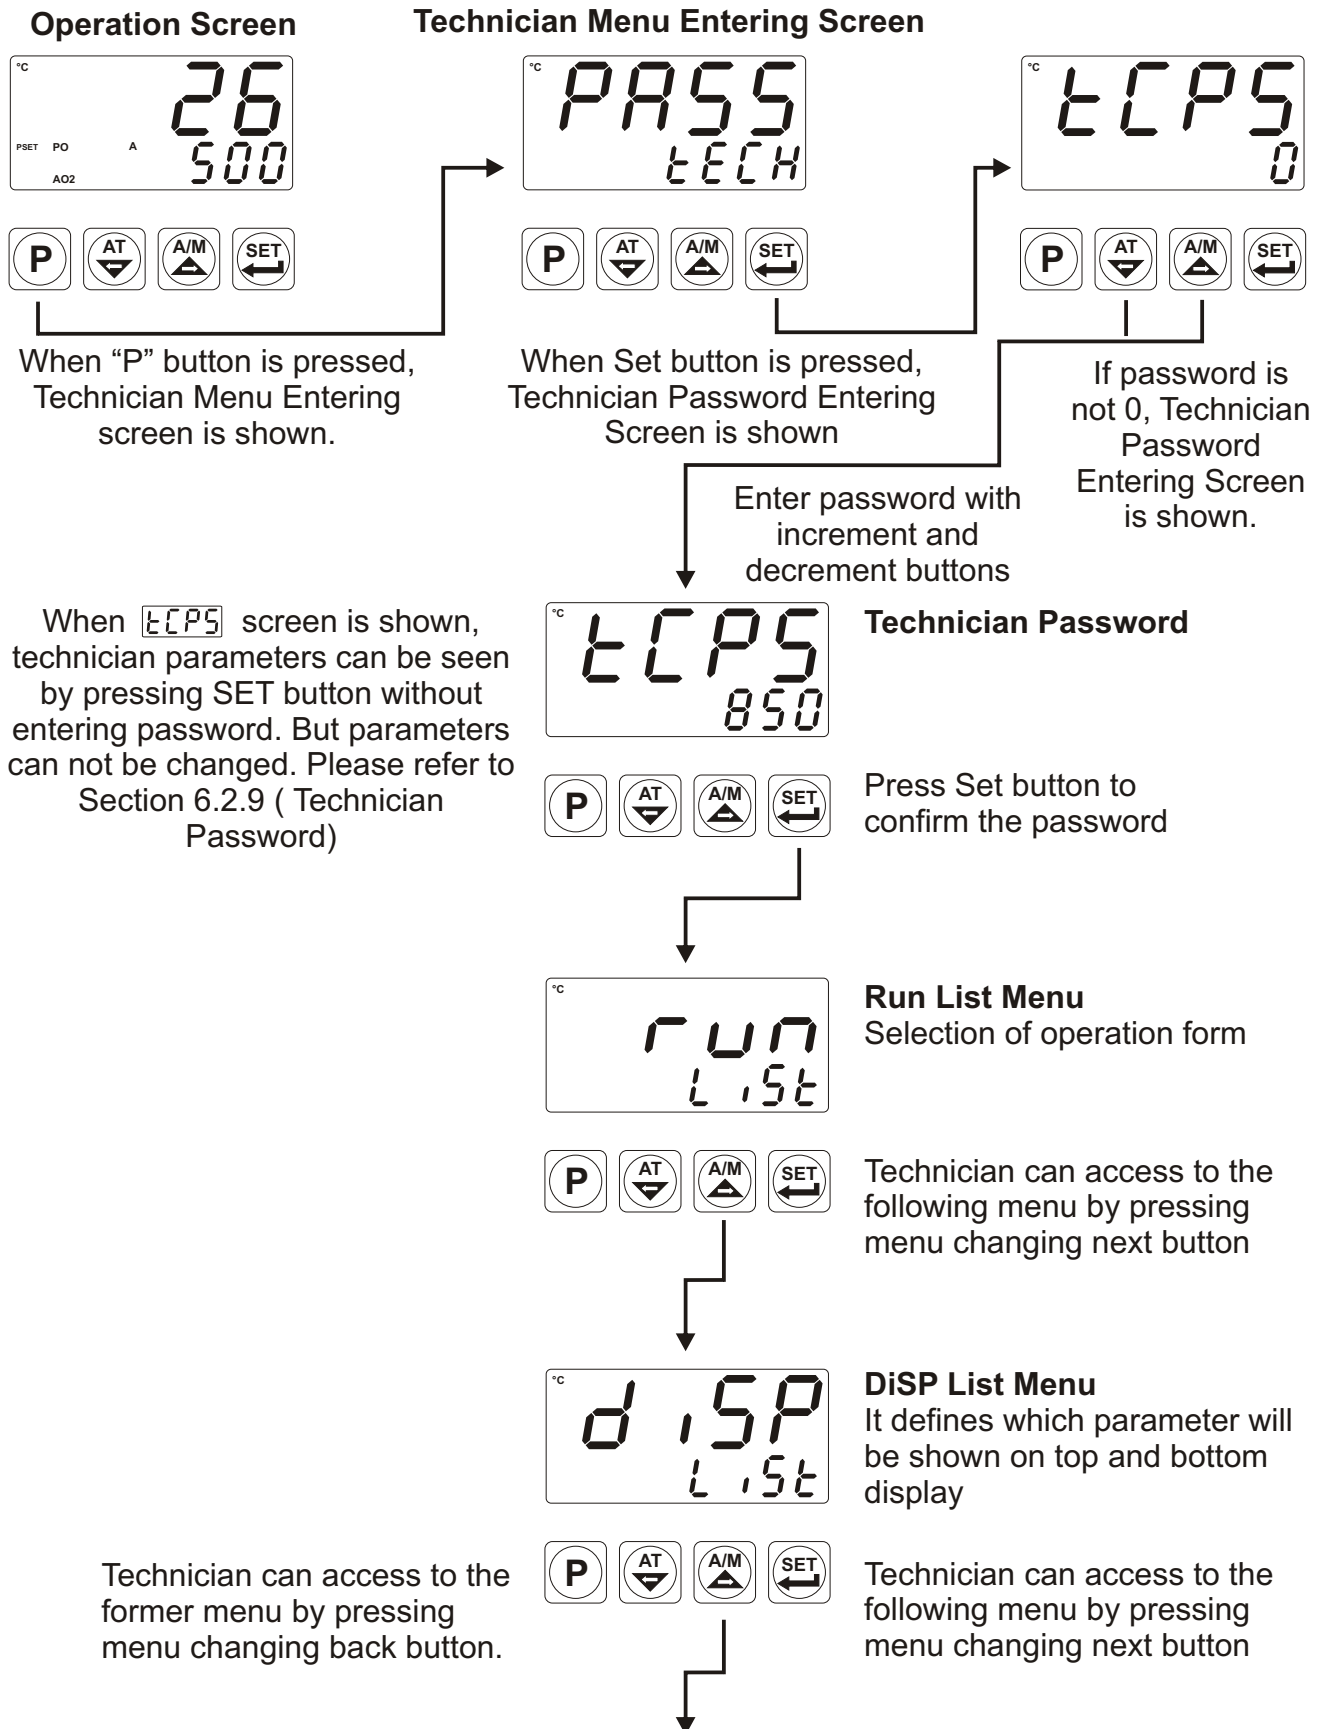 Operation Screen
Technician Menu Entering Screen
°C
26
PSET PO A
500
AO2
°C
PASS
tECH
°C
tCPS
0
P AT A/M SET
P AT A/M SET
P AT A/M SET
When “P” button is pressed,
Technician Menu Entering
screen is shown.
When Set button is pressed,
Technician Password Entering
Screen is shown
If password is
not 0, Technician
Password
Entering Screen
is shown.
Enter password with
increment and
decrement buttons
When tCPS screen is shown,
technician parameters can be seen
by pressing SET button without
entering password. But parameters
can not be changed. Please refer to
Section 6.2.9 ( Technician
Password)
°C
tCPS
850
Technician Password
P AT A/M SET
Press Set button to
confirm the password
°C
run
LiSt
Run List Menu
Selection of operation form
P AT A/M SET
Technician can access to the
following menu by pressing
menu changing next button
°C
diSP
LiSt
DiSP List Menu
It defines which parameter will
be shown on top and bottom
display
Technician can access to the
former menu by pressing
menu changing back button.
P AT A/M SET
Technician can access to the
following menu by pressing
menu changing next button